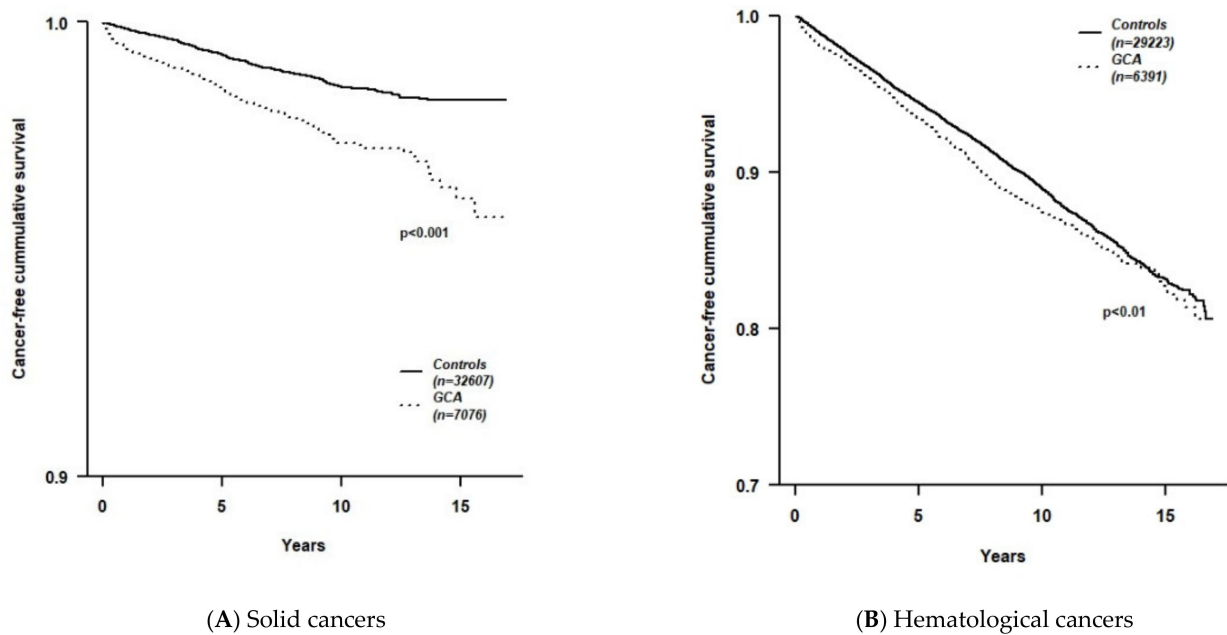 1.0
0.9
Cancer-free cummulative survival
0 5 10 15
Years
p<0.001
Controls
(n=32607)
GCA
(n=7076)
(A) Solid cancers
1.0
0.9
0.8
0.7
Cancer-free cummulative survival
0 5 10 15
Years
Controls
(n=29223)
GCA
(n=6391)
p<0.01
(B) Hematological cancers